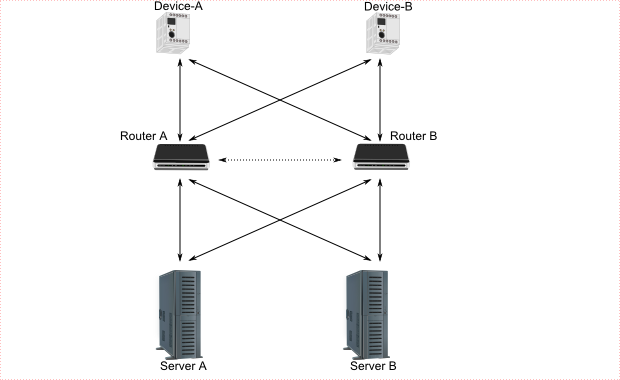 Device-A
Device-B
Router A
Router B
Server A
Server B